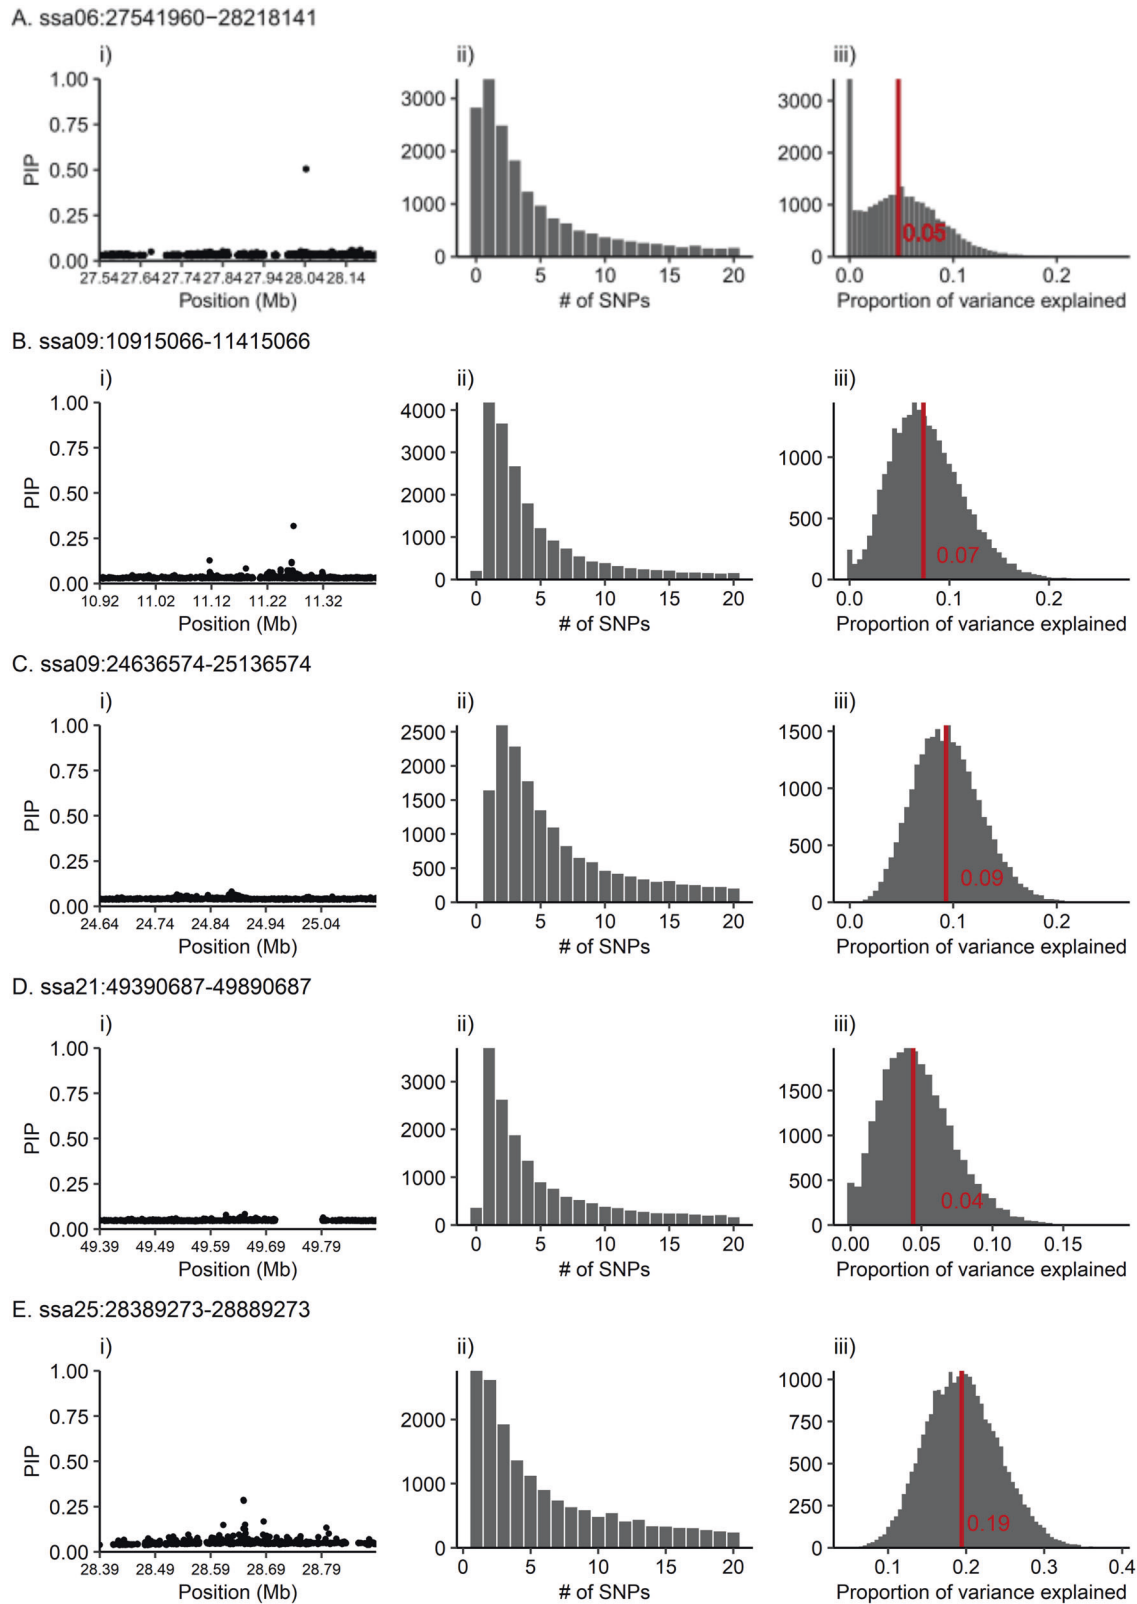 A. ssa06:27541960−28218141
i) ii) iii)
1.00
0.75
0.50
0.25
0.00
PIP
27.54 27.64 27.74 27.84 27.94 28.04 28.14
Position (Mb)
3000
2000
1000
0
0 5 10 15 20
# of SNPs
3000
2000
1000
0
0.05
0.0 0.1 0.2
Proportion of variance explained
B. ssa09:10915066-11415066
i) ii) iii)
1.00
0.75
0.50
0.25
0.00
PIP
10.92 11.02 11.12 11.22 11.32
Position (Mb)
4000
3000
2000
1000
0
0 5 10 15 20
# of SNPs
1000
500
0
0.07
0.0 0.1 0.2
Proportion of variance explained
C. ssa09:24636574-25136574
i) ii) iii)
1.00
0.75
0.50
0.25
0.00
PIP
24.64 24.74 24.84 24.94 25.04
Position (Mb)
2500
2000
1500
1000
500
0
0 5 10 15 20
# of SNPs
1500
1000
500
0
0.09
0.0 0.1 0.2
Proportion of variance explained
D. ssa21:49390687-49890687
i) ii) iii)
1.00
0.75
0.50
0.25
0.00
PIP
49.39 49.49 49.59 49.69 49.79
Position (Mb)
3000
2000
1000
0
0 5 10 15 20
# of SNPs
1500
1000
500
0
0.04
0.00 0.05 0.10 0.15
Proportion of variance explained
E. ssa25:28389273-28889273
i) ii) iii)
1.00
0.75
0.50
0.25
0.00
PIP
28.39 28.49 28.59 28.69 28.79
Position (Mb)
2000
1000
0
0 5 10 15 20
# of SNPs
1000
750
500
250
0
0.19
0.1 0.2 0.3 0.4
Proportion of variance explained